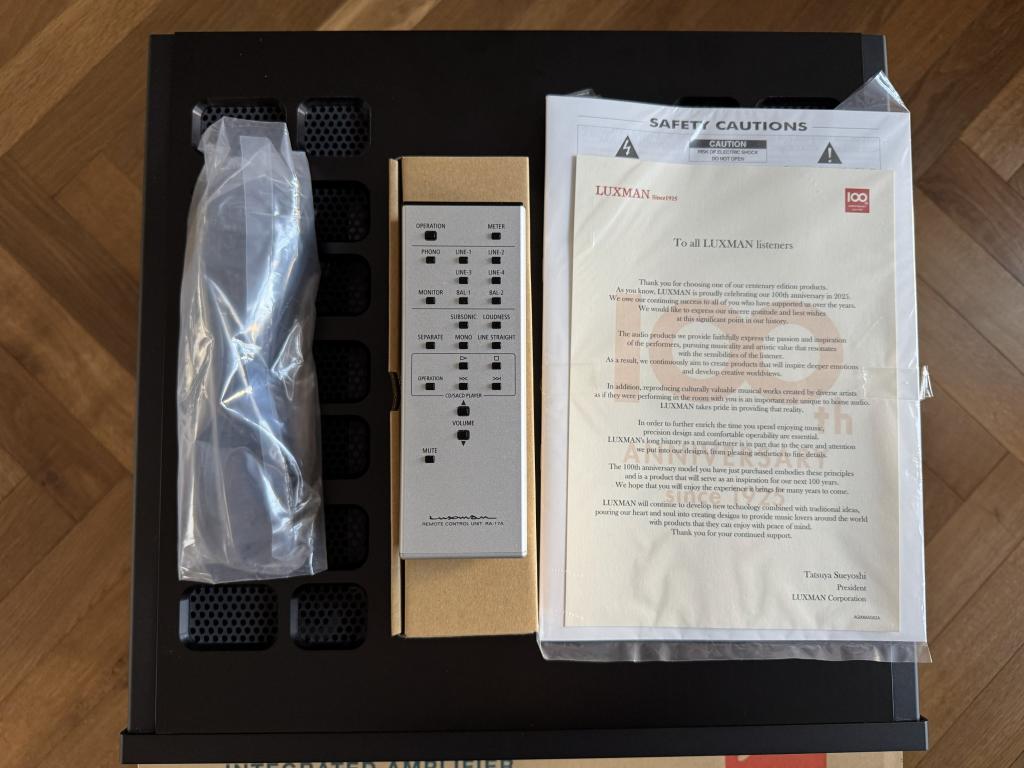 SAFETY CAUTIONS
CAUTION
RISK OF ELECTRIC SHOCK
DO NOT OPEN
LUXMAN Since1925
100
To all LUXMAN listeners
Thank you for choosing one of our centenary edition products.
As you know, LUXMAN is proudly celebrating our 100th anniversary in 2025.
We owe our continuing success to all of you who have supported us over the years.
We would like to express our sincere gratitude and best wishes
at this significant point in our history.
The audio products we provide faithfully express the passion and inspiration
of the performers, pursuing musicality and artistic value that resonates
with the sensibilities of the listener.
As a result, we continuously aim to create products that will inspire deeper emotions
and develop creative worldviews.
In addition, reproducing culturally valuable musical works created by diverse artists
as if they were performing in the room with you is an important role unique to home audio.
LUXMAN takes pride in providing that reality.
In order to further enrich the time you spend enjoying music,
precision design and comfortable operability are essential.
LUXMAN's long history as a manufacturer is in part due to the care and attention
we put into our designs, from pleasing aesthetics to fine details.
The 100th anniversary model you have just purchased embodies these principles
and is a product that will serve as an inspiration for our next 100 years.
We hope that you will enjoy the experience it brings for many years to come.
LUXMAN will continue to develop new technology combined with traditional ideas,
pouring our heart and soul into creating designs to provide music lovers around the world
with products that they can enjoy with peace of mind.
Thank you for your continued support.
Tatsuya Sueyoshi
President
LUXMAN Corporation
100
th
ANNIVERSARY
since 1925
OPERATION METER
PHONO LINE-1 LINE-2
LINE-3 LINE-4
MONITOR BAL-1 BAL-2
SUBSONIC LOUDNESS
SEPARATE MONO LINE STRAIGHT
OPERATION
CD/SACD PLAYER
VOLUME
MUTE
Luxman
REMOTE CONTROL UNIT RA-17A
INTEGRATED AMPLIFIER